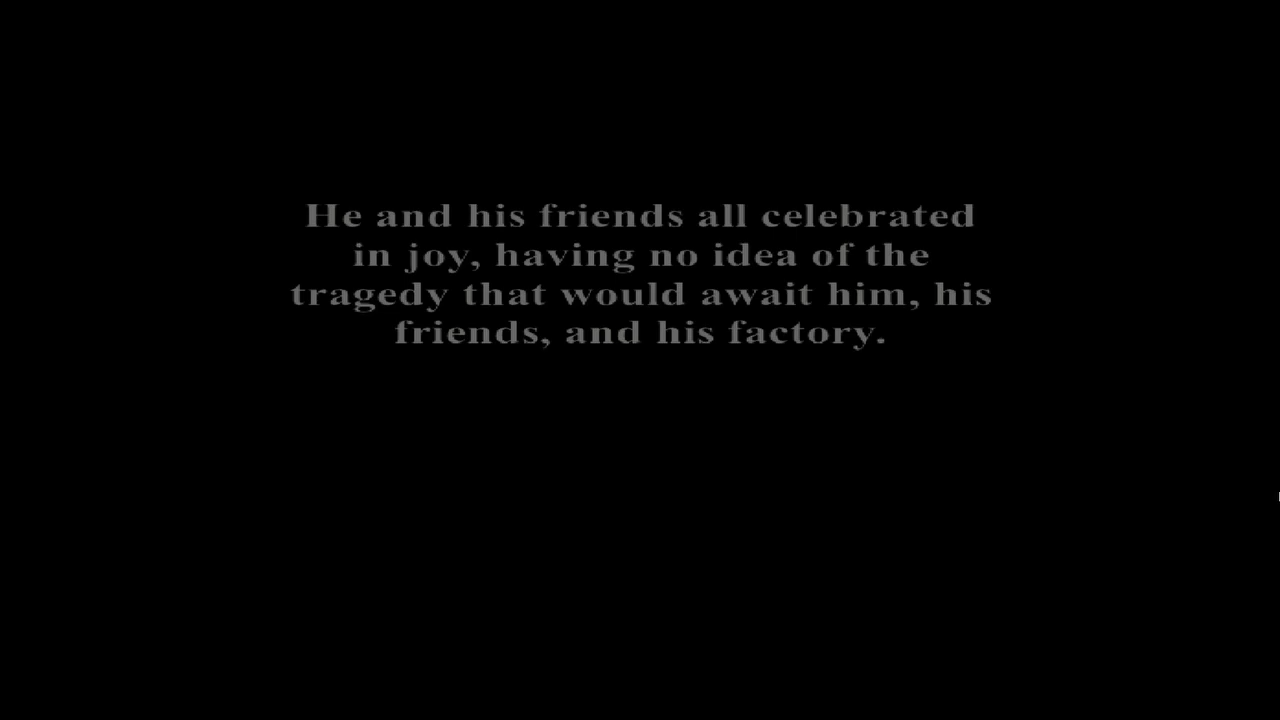 He and his friends all celebrated
in joy, having no idea of the
tragedy that would await him, his
friends, and his factory.